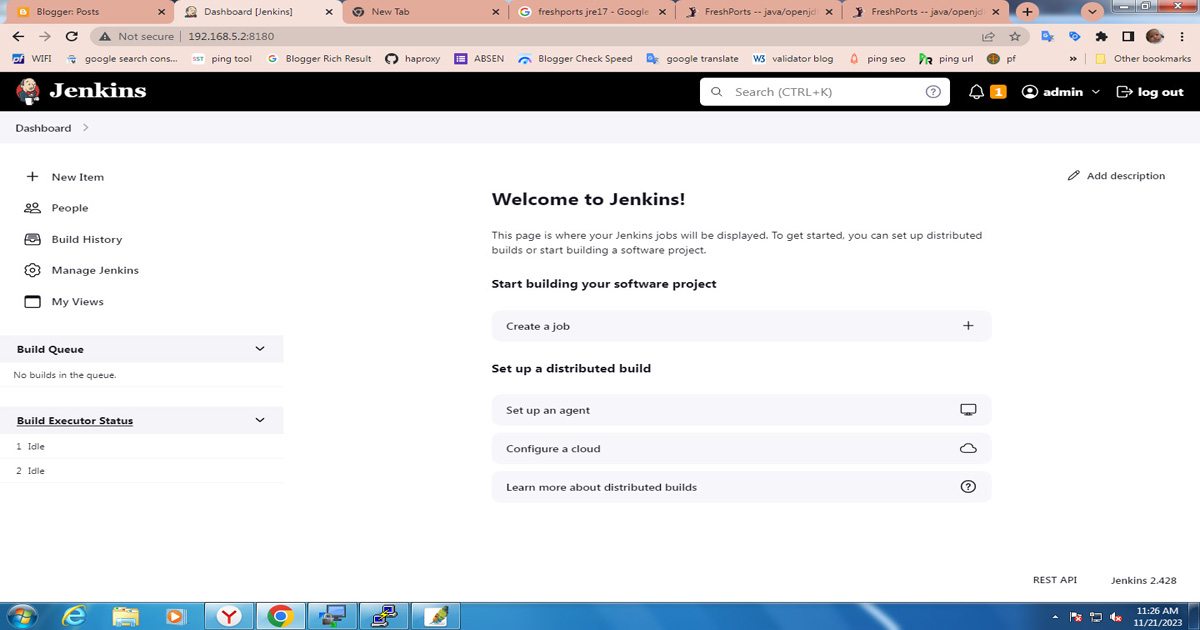 Blogger: Posts
Dashboard [Jenkins]
New Tab
freshports jre17 - Google
FreshPorts -- java/openjd
FreshPorts -- java/openjd
Not secure
192.168.5.2:8180
WIFI
google search cons...
SST
ping tool
Blogger Rich Result
haproxy
ABSEN
Blogger Check Speed
google translate
W3
validator blog
ping seo
ping url
pf
»
Other bookmarks
Jenkins
Search (CTRL+K)
1
admin
log out
Dashboard
New Item
People
Build History
Manage Jenkins
My Views
Build Queue
No builds in the queue.
Build Executor Status
1 Idle
2 Idle
Add description
Welcome to Jenkins!
This page is where your Jenkins jobs will be displayed. To get started, you can set up distributed
builds or start building a software project.
Start building your software project
Create a job
Set up a distributed build
Set up an agent
Configure a cloud
Learn more about distributed builds
REST API
Jenkins 2.428
11:26 AM
11/21/2023